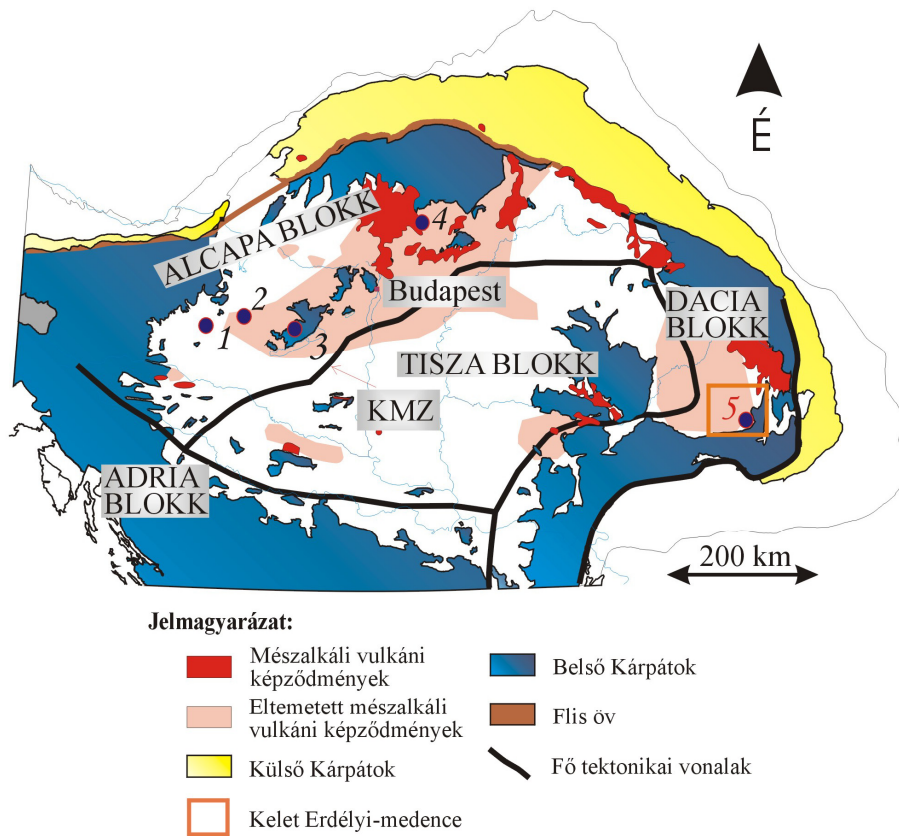 É
ALCAPA BLOKK
4
Budapest
DACIA
BLOKK
2
1
3
TISZA BLOKK
KMZ
5
ADRIA
BLOKK
200 km
Jelmagyarázat:
Mészalkáli vulkáni
képződmények
Eltemetett mészalkáli
vulkáni képződmények
Külső Kárpátok
Kelet Erdélyi-medence
Belső Kárpátok
Flis öv
Fő tektonikai vonalak